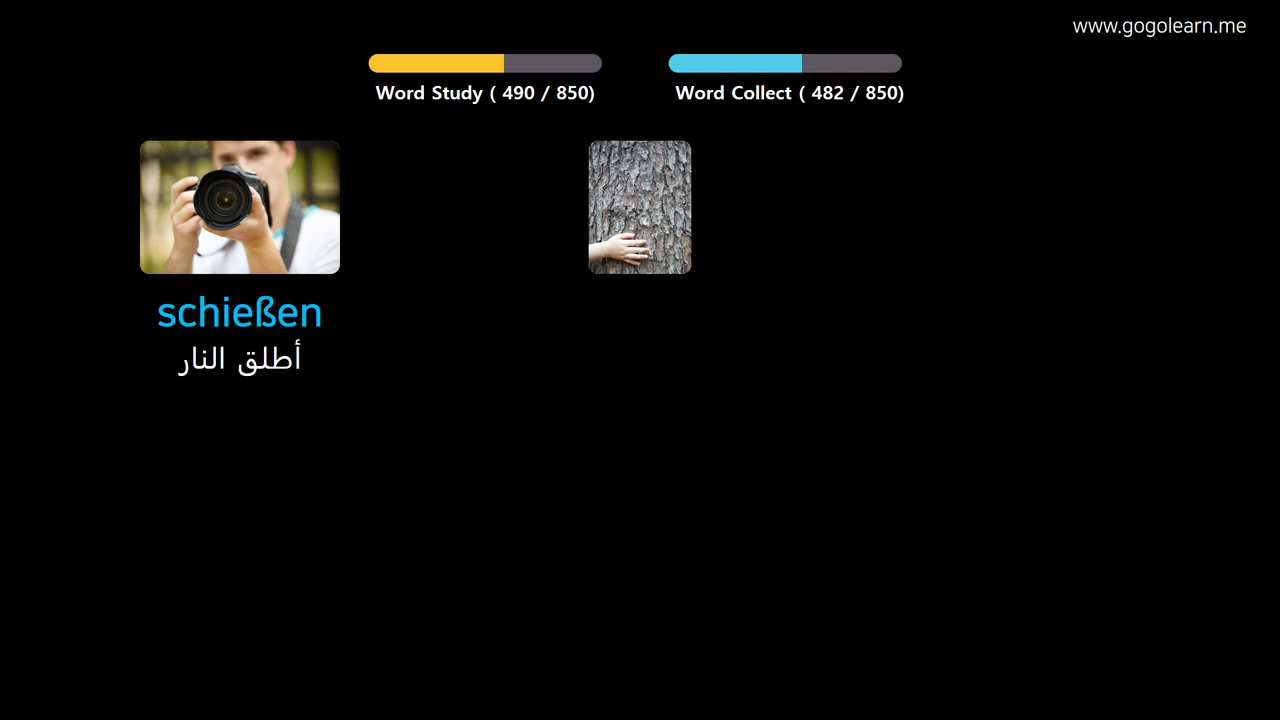 www.gogolearn.me
Word Study ( 490 / 850)
Word Collect ( 482 / 850)
schießen
أطلق النار